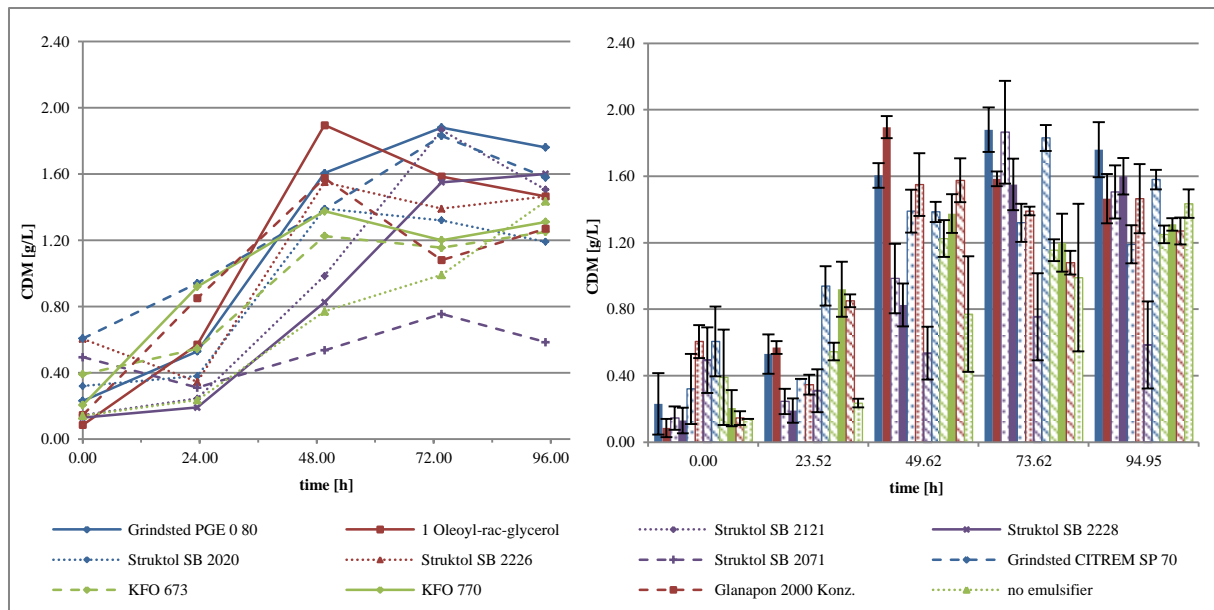 2.40
2.00
1.60
1.20
0.80
0.40
0.00
CDM [g/L]
0.00 24.00 48.00 72.00 96.00
time [h]
2.40
2.00
1.60
1.20
0.80
0.40
0.00
CDM [g/L]
0.00 23.52 49.62 73.62 94.95
time [h]
Grindsted PGE 0 80 1 Oleoyl-rac-glycerol Struktol SB 2121 Struktol SB 2228
Struktol SB 2020 Struktol SB 2226 Struktol SB 2071 Grindsted CITREM SP 70
KFO 673 KFO 770 Glanapon 2000 Konz. no emulsifier